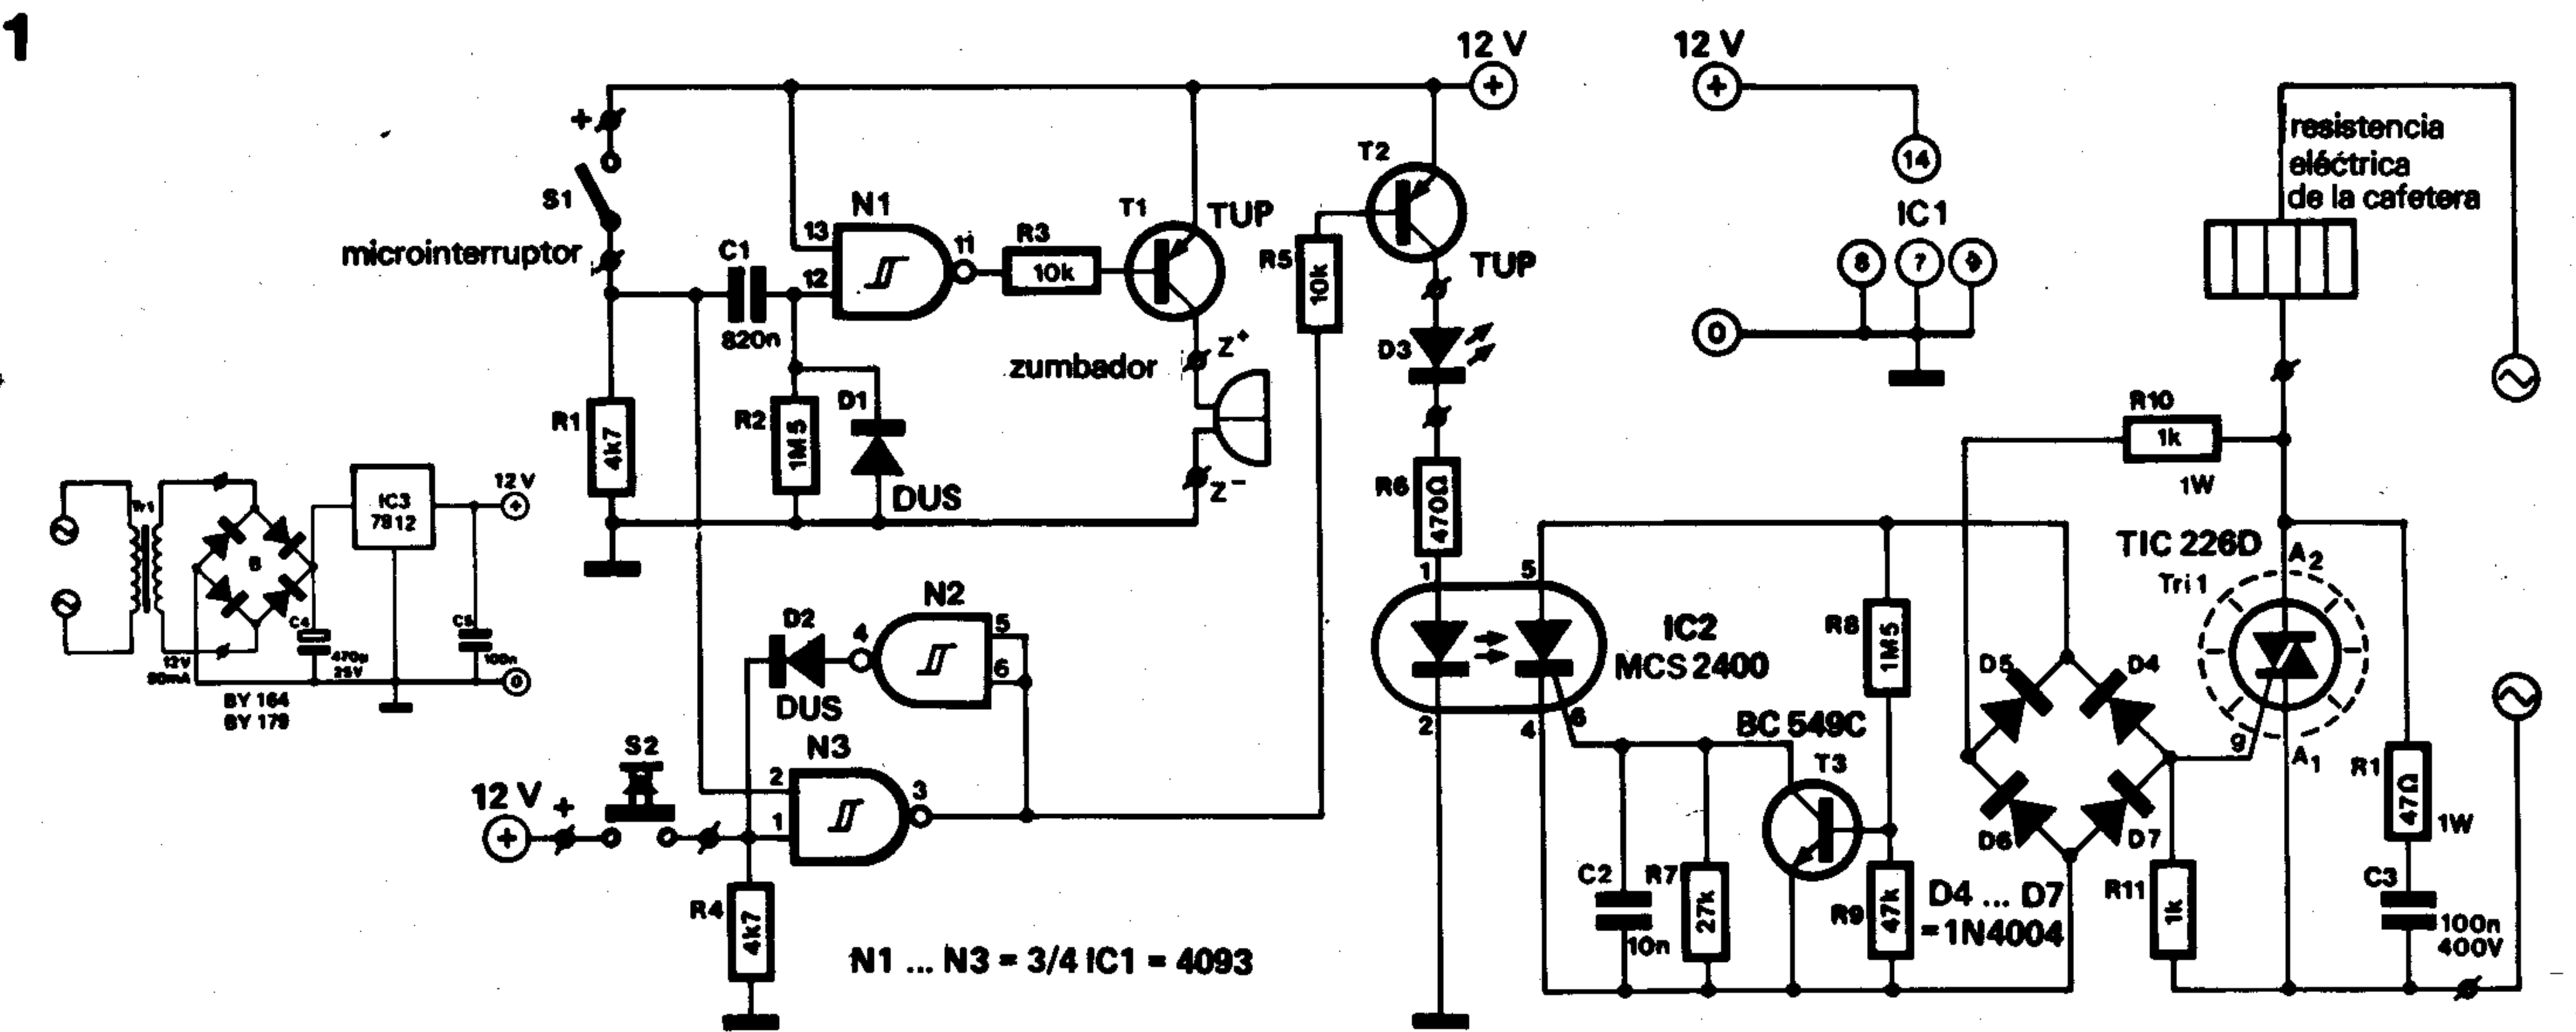 1
12 V
+
+
S1
microinterruptor
C1
820n
13
12
N1
11
R3
10k
T1
TUP
T2
TUP
R5
10k
zumbador
Z+
Z-
R1
4k7
R2
1M5
D1
DUS
D3
R6
470Ω
1
5
2
4
6
IC2
MCS 2400
Tr1
12V
80mA
B
BY 164
BY 179
IC3
7812
C4
470µ
25V
C5
100n
12 V
+
0
D2
DUS
4
N2
5
6
N3
2
1
3
12 V
+
+
S2
R4
4k7
N1 ... N3 = 3/4 IC1 = 4093
12 V
+
14
IC1
8
7
9
0
resistencia
eléctrica
de la cafetera
R10
1k
1W
TIC 226D
Tri 1
A2
A1
g
R8
1M5
BC 549C
T3
C2
10n
R7
27k
R9
47k
D5
D4
D6
D7
D4 ... D7
= 1N4004
R11
1k
R1
47Ω
1W
C3
100n
400V